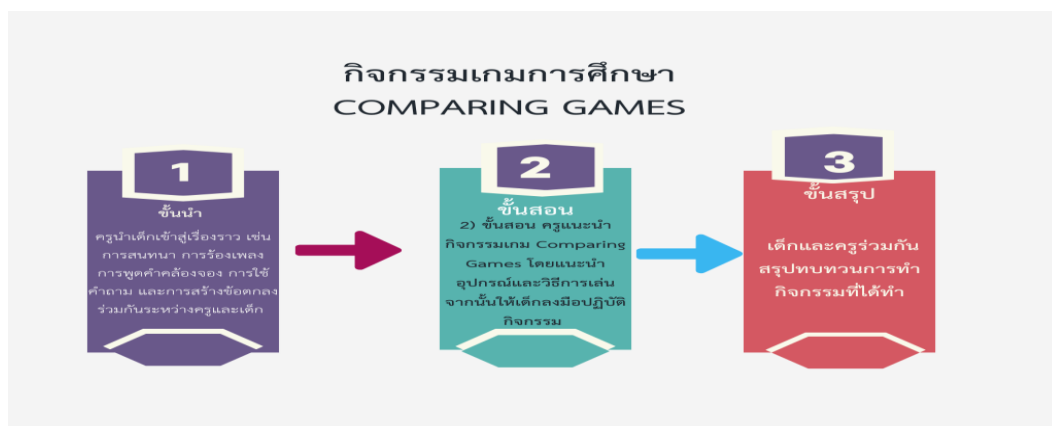 กิจกรรมเกมการศึกษา
COMPARING GAMES
1
ขั้นนำ
ครูนำเด็กเข้าสู่เรื่องราว เช่น
การสนทนา การร้องเพลง
การพูดคำคล้องจอง การใช้
คำถาม และการสร้างข้อตกลง
ร่วมกันระหว่างครูและเด็ก
2
ขั้นสอน
2) ขั้นสอน ครูแนะนำ
กิจกรรมเกม Comparing
Games โดยแนะนำ
อุปกรณ์และวิธีการเล่น
จากนั้นให้เด็กลงมือปฏิบัติ
กิจกรรม
3
ขั้นสรุป
เด็กและครูร่วมกัน
สรุปทบทวนการทำ
กิจกรรมที่ได้ทำ